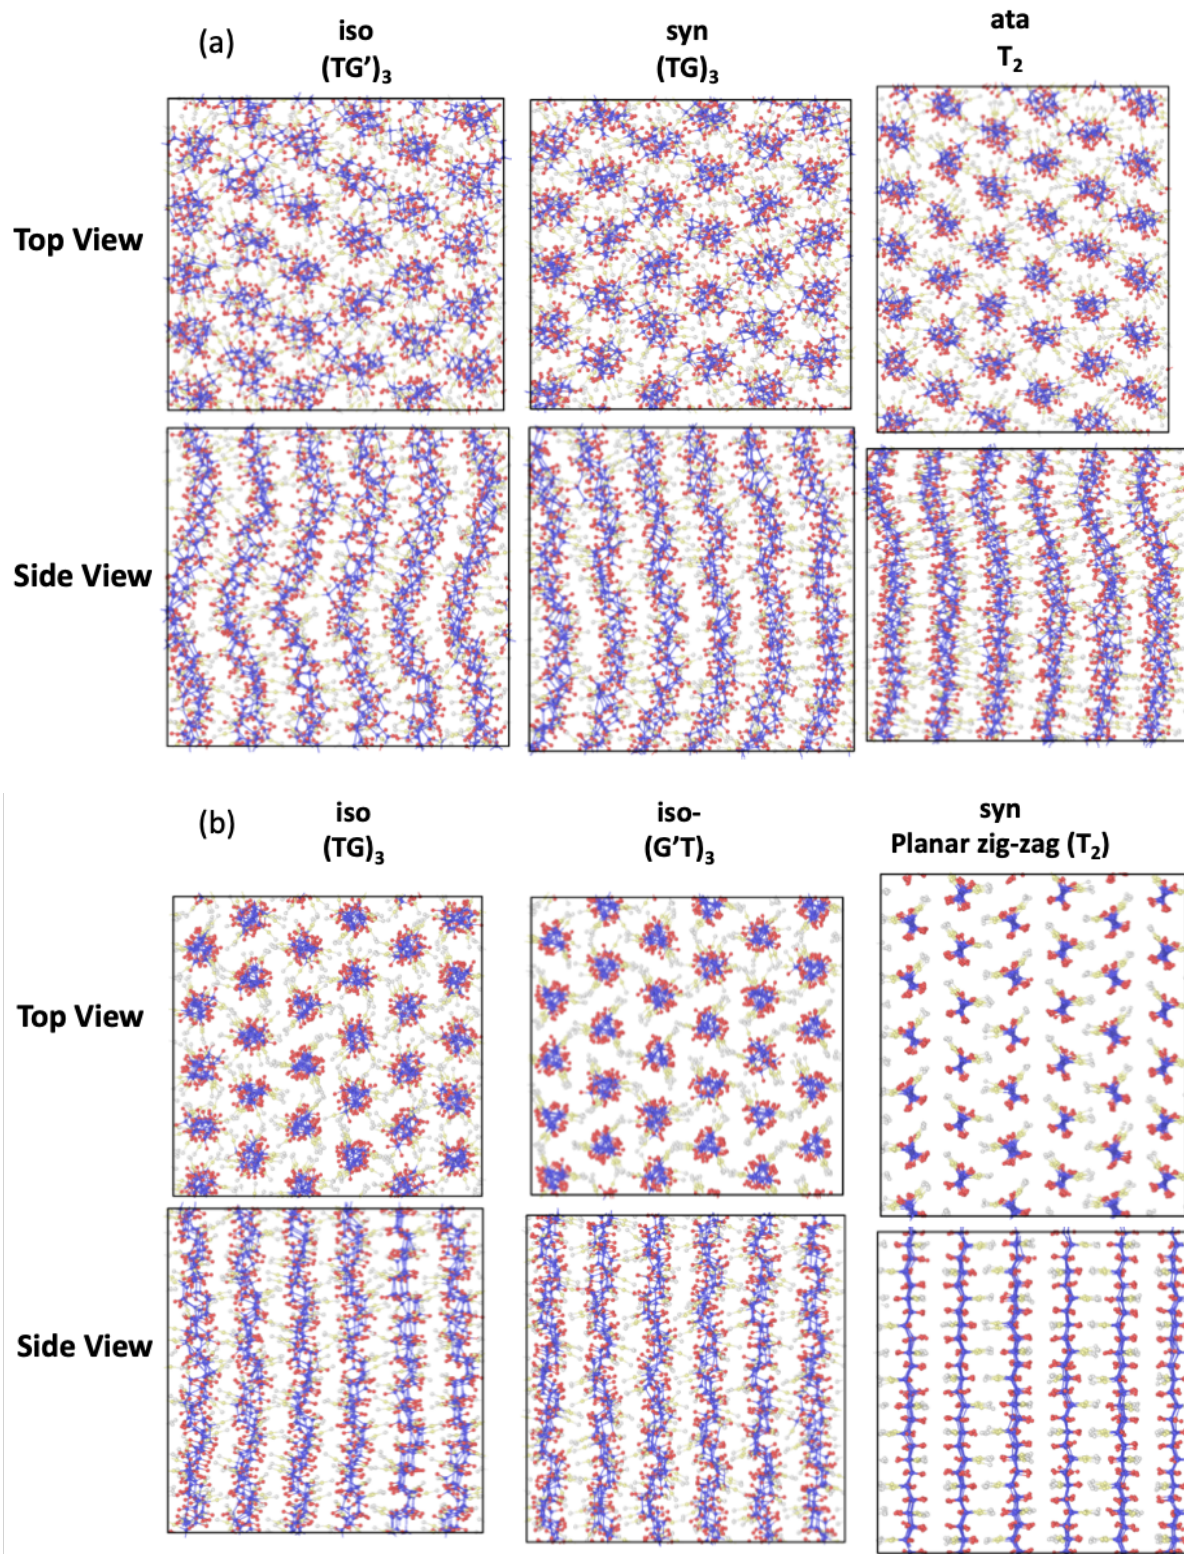 (a)
iso
(TG’)3
syn
(TG)3
ata
T2
Top View
Side View
(b)
iso
(TG)3
iso-
(G’T)3
syn
Planar zig-zag (T2)
Top View
Side View